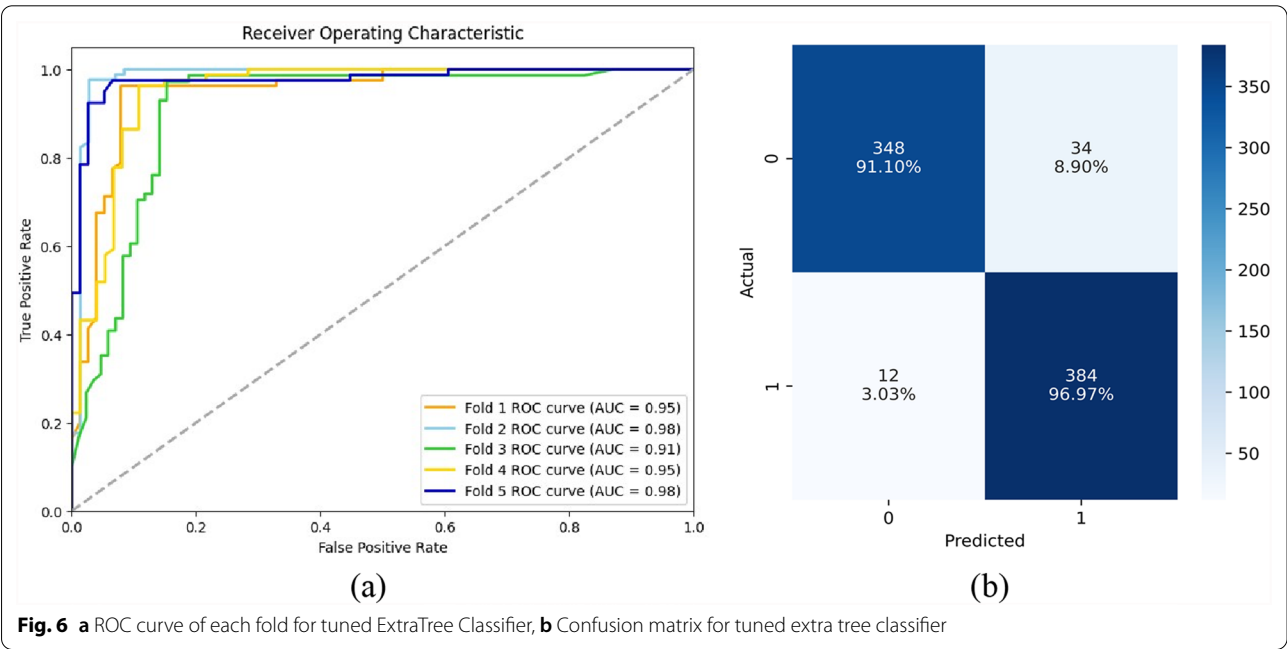 Receiver Operating Characteristic
True Positive Rate
1.0
0.8
0.6
0.4
0.2
0.0
0.0 0.2 0.4 0.6 0.8 1.0
False Positive Rate
Fold 1 ROC curve (AUC = 0.95)
Fold 2 ROC curve (AUC = 0.98)
Fold 3 ROC curve (AUC = 0.91)
Fold 4 ROC curve (AUC = 0.95)
Fold 5 ROC curve (AUC = 0.98)
(a)
Actual
0
1
348
91.10%
34
8.90%
12
3.03%
384
96.97%
0 1
Predicted
350
300
250
200
150
100
50
(b)
Fig. 6 a ROC curve of each fold for tuned ExtraTree Classifier, b Confusion matrix for tuned extra tree classifier